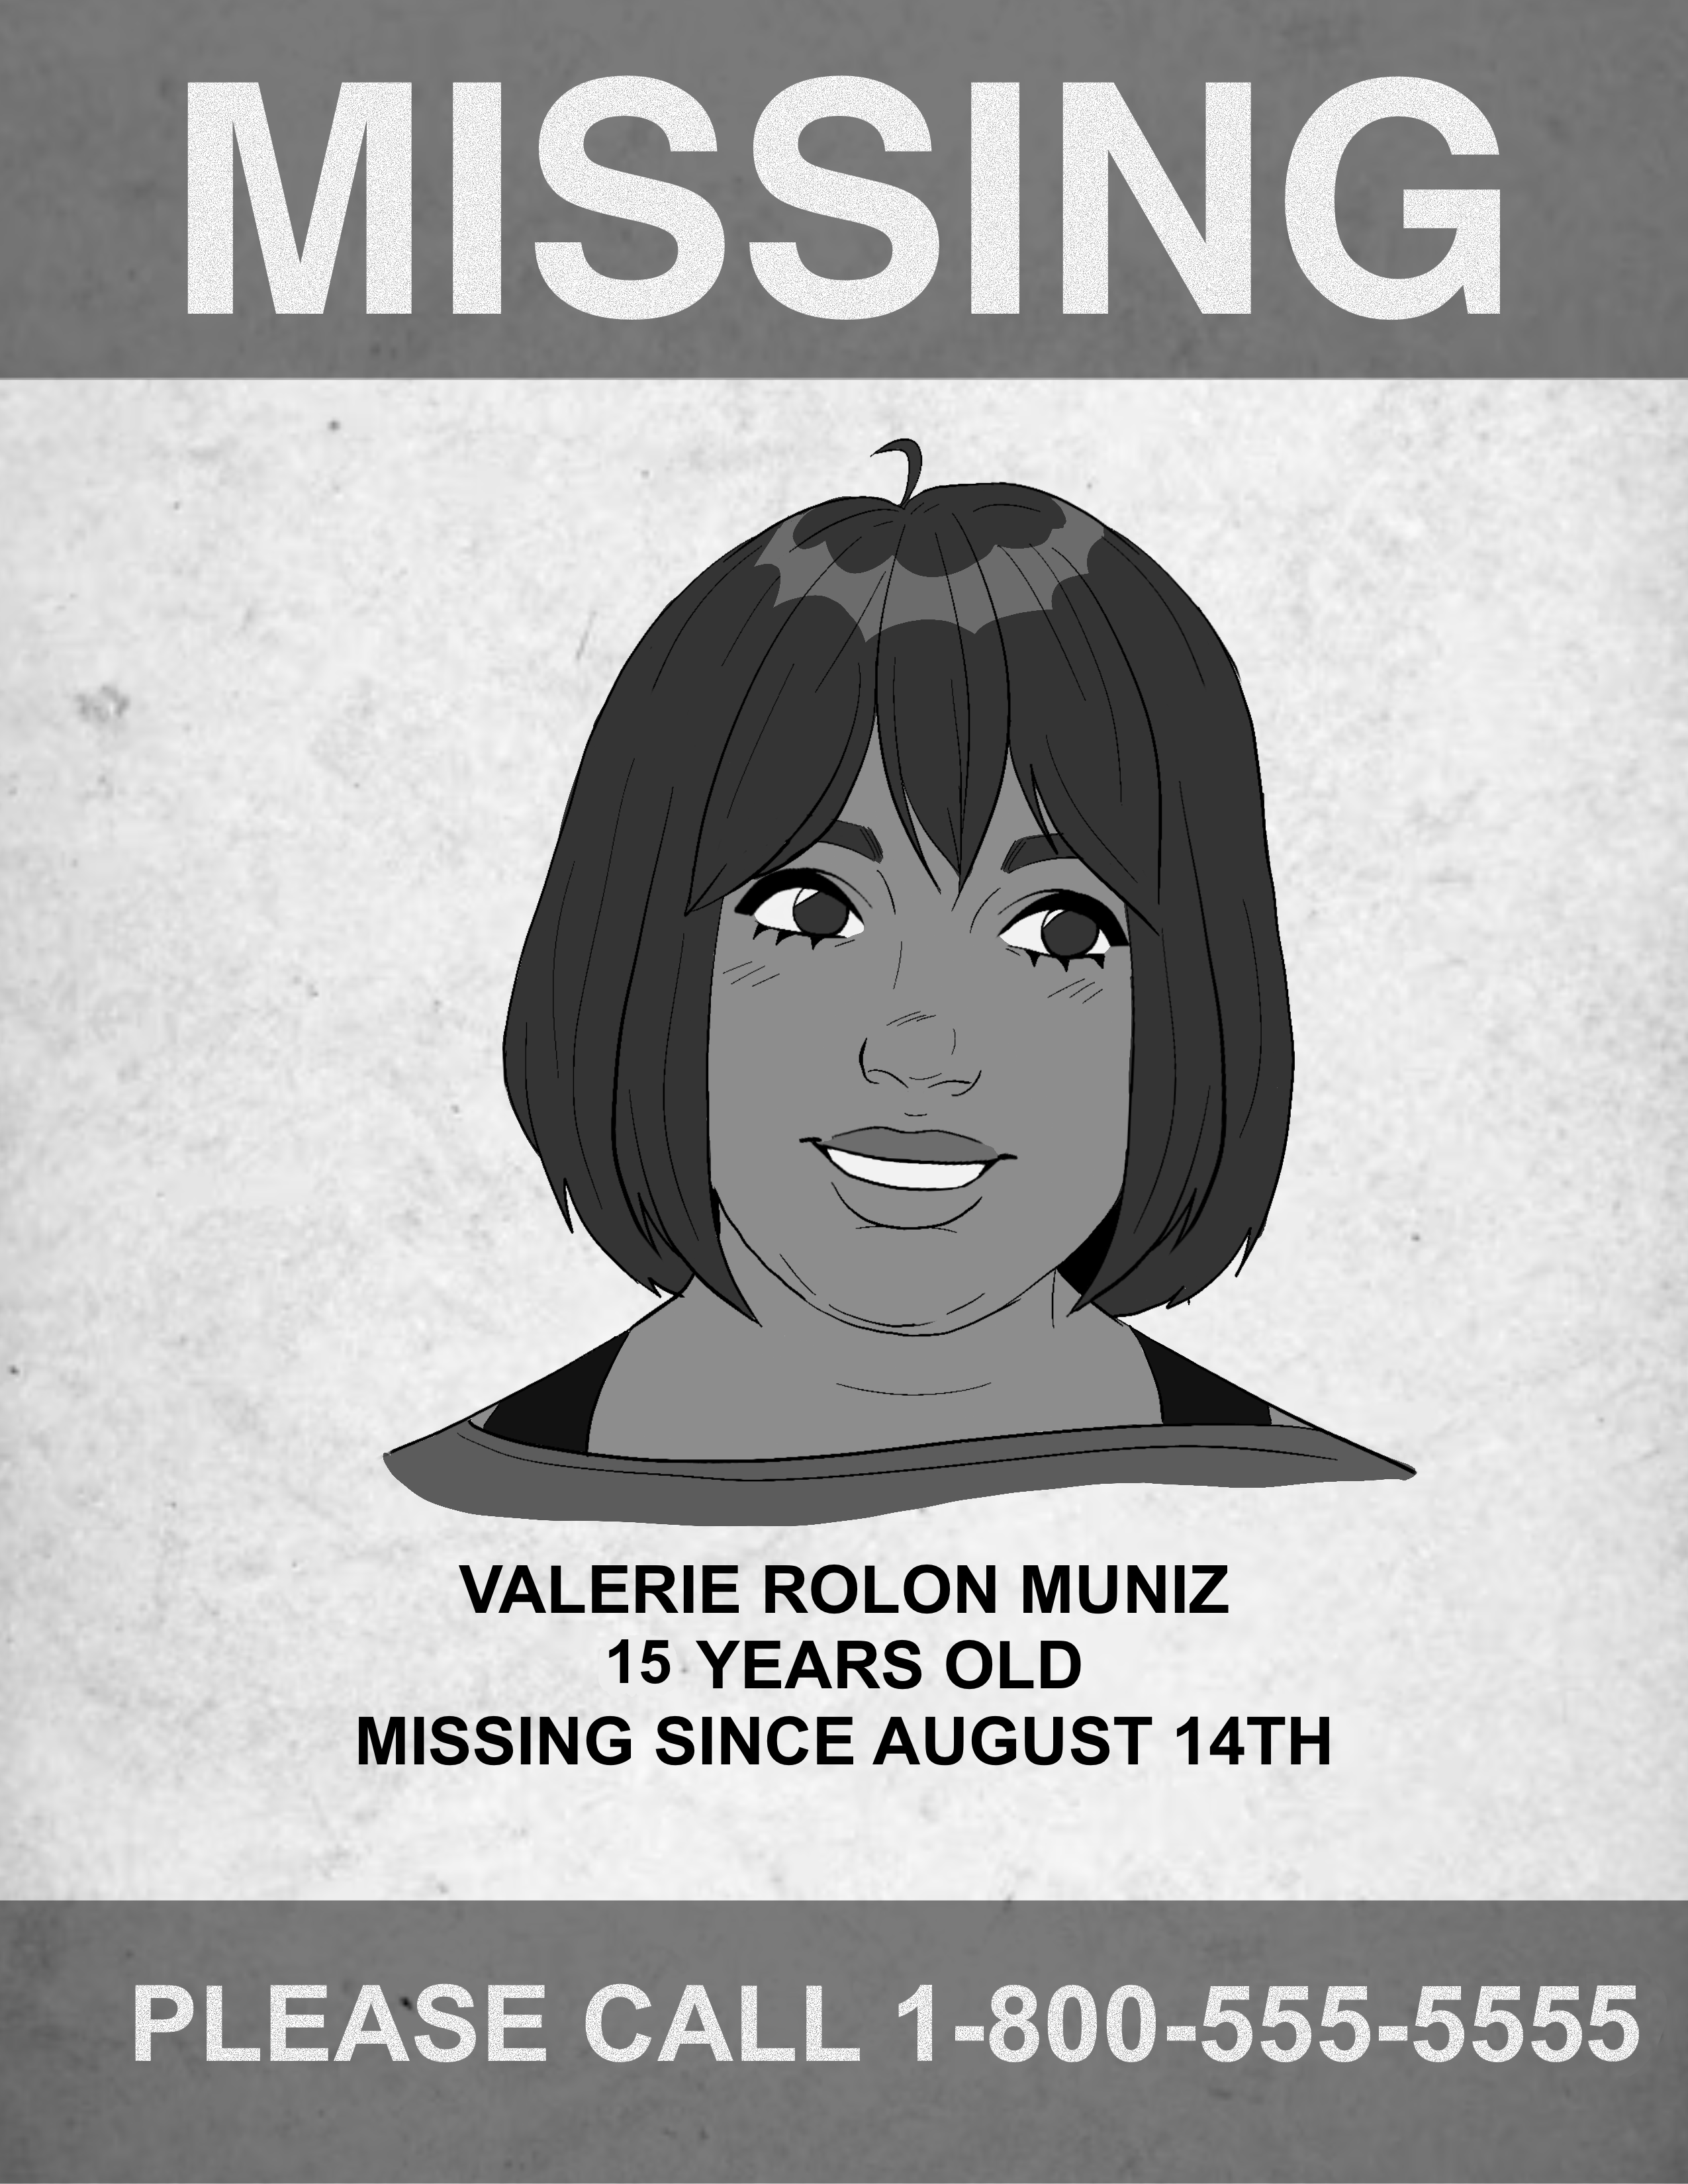 MISSING
VALERIE ROLON MUNIZ
15 YEARS OLD
MISSING SINCE AUGUST 14TH
PLEASE CALL 1-800-555-5555